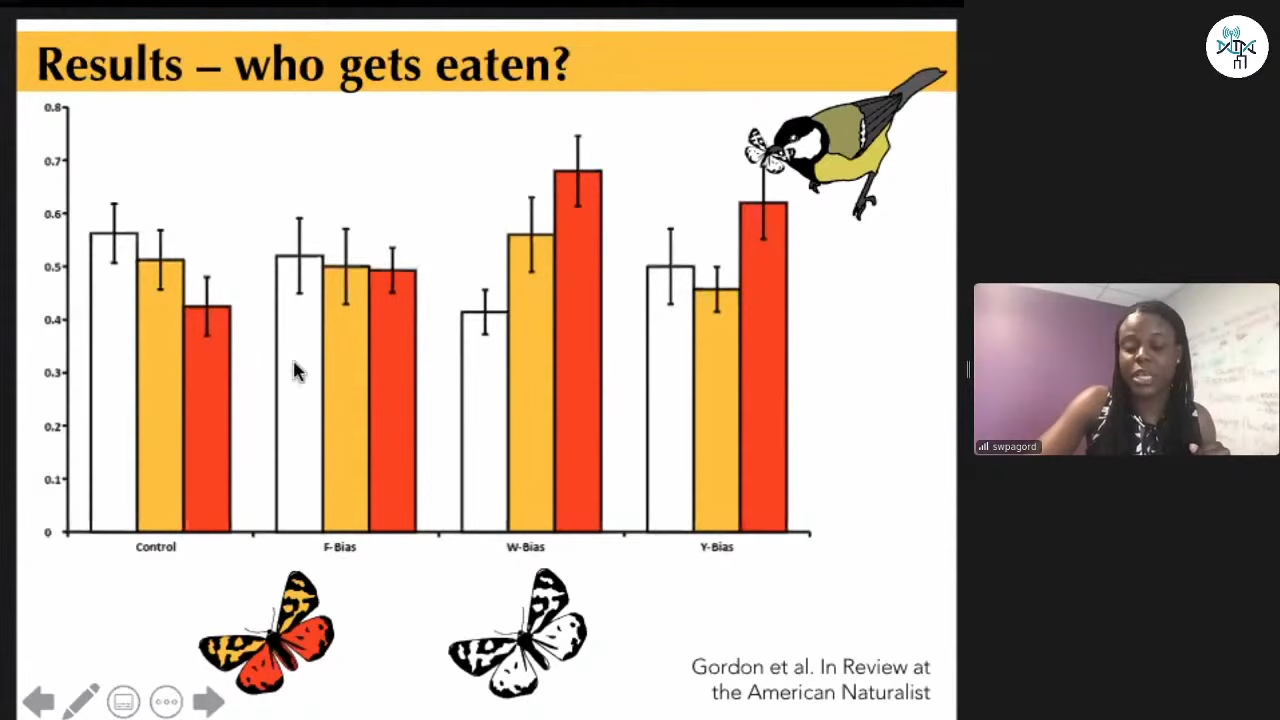 Results – who gets eaten?
0.8
0.7
0.6
0.5
0.4
0.3
0.2
0.1
0
Control
F-Bias
W-Bias
Y-Bias
Gordon et al. In Review at
the American Naturalist
swpagord